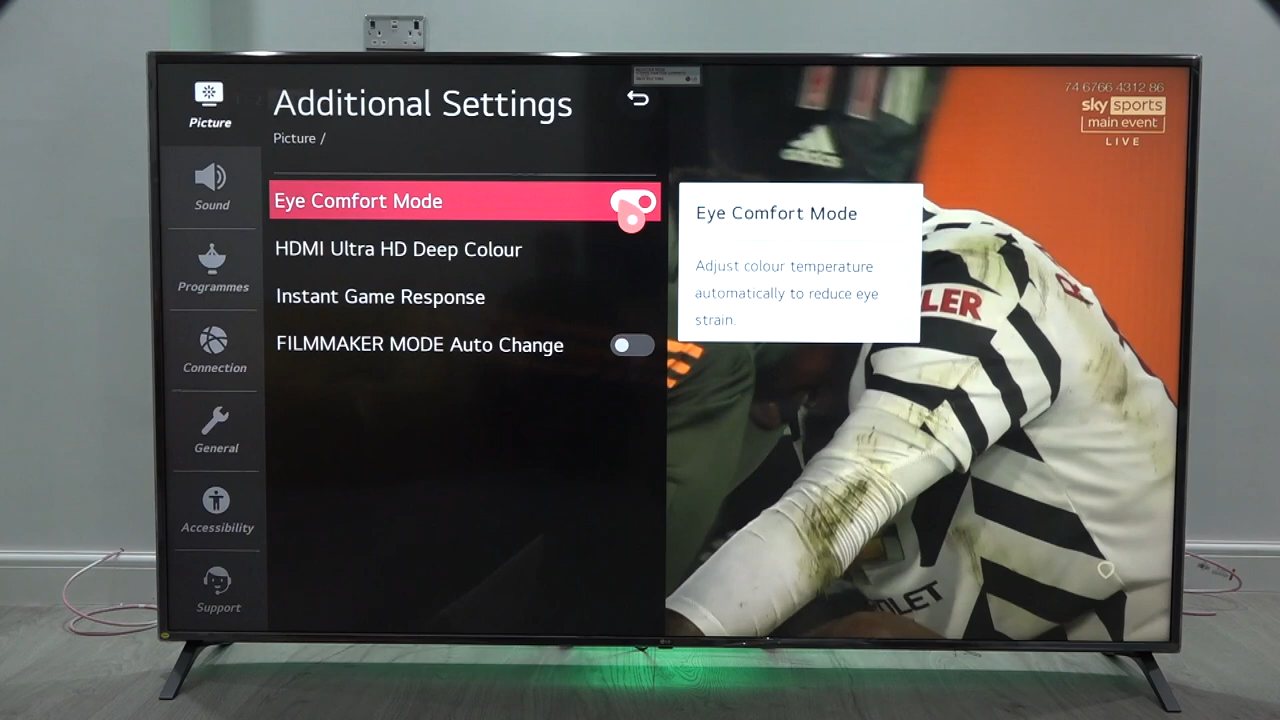 Picture
Sound
Programmes
Connection
General
Accessibility
Support
Additional Settings
Picture /
Eye Comfort Mode
HDMI Ultra HD Deep Colour
Instant Game Response
FILMMAKER MODE Auto Change
Eye Comfort Mode
Adjust colour temperature
automatically to reduce eye
strain.
74 6766 4312 86
sky sports
main event
LIVE
LER
LET
LG